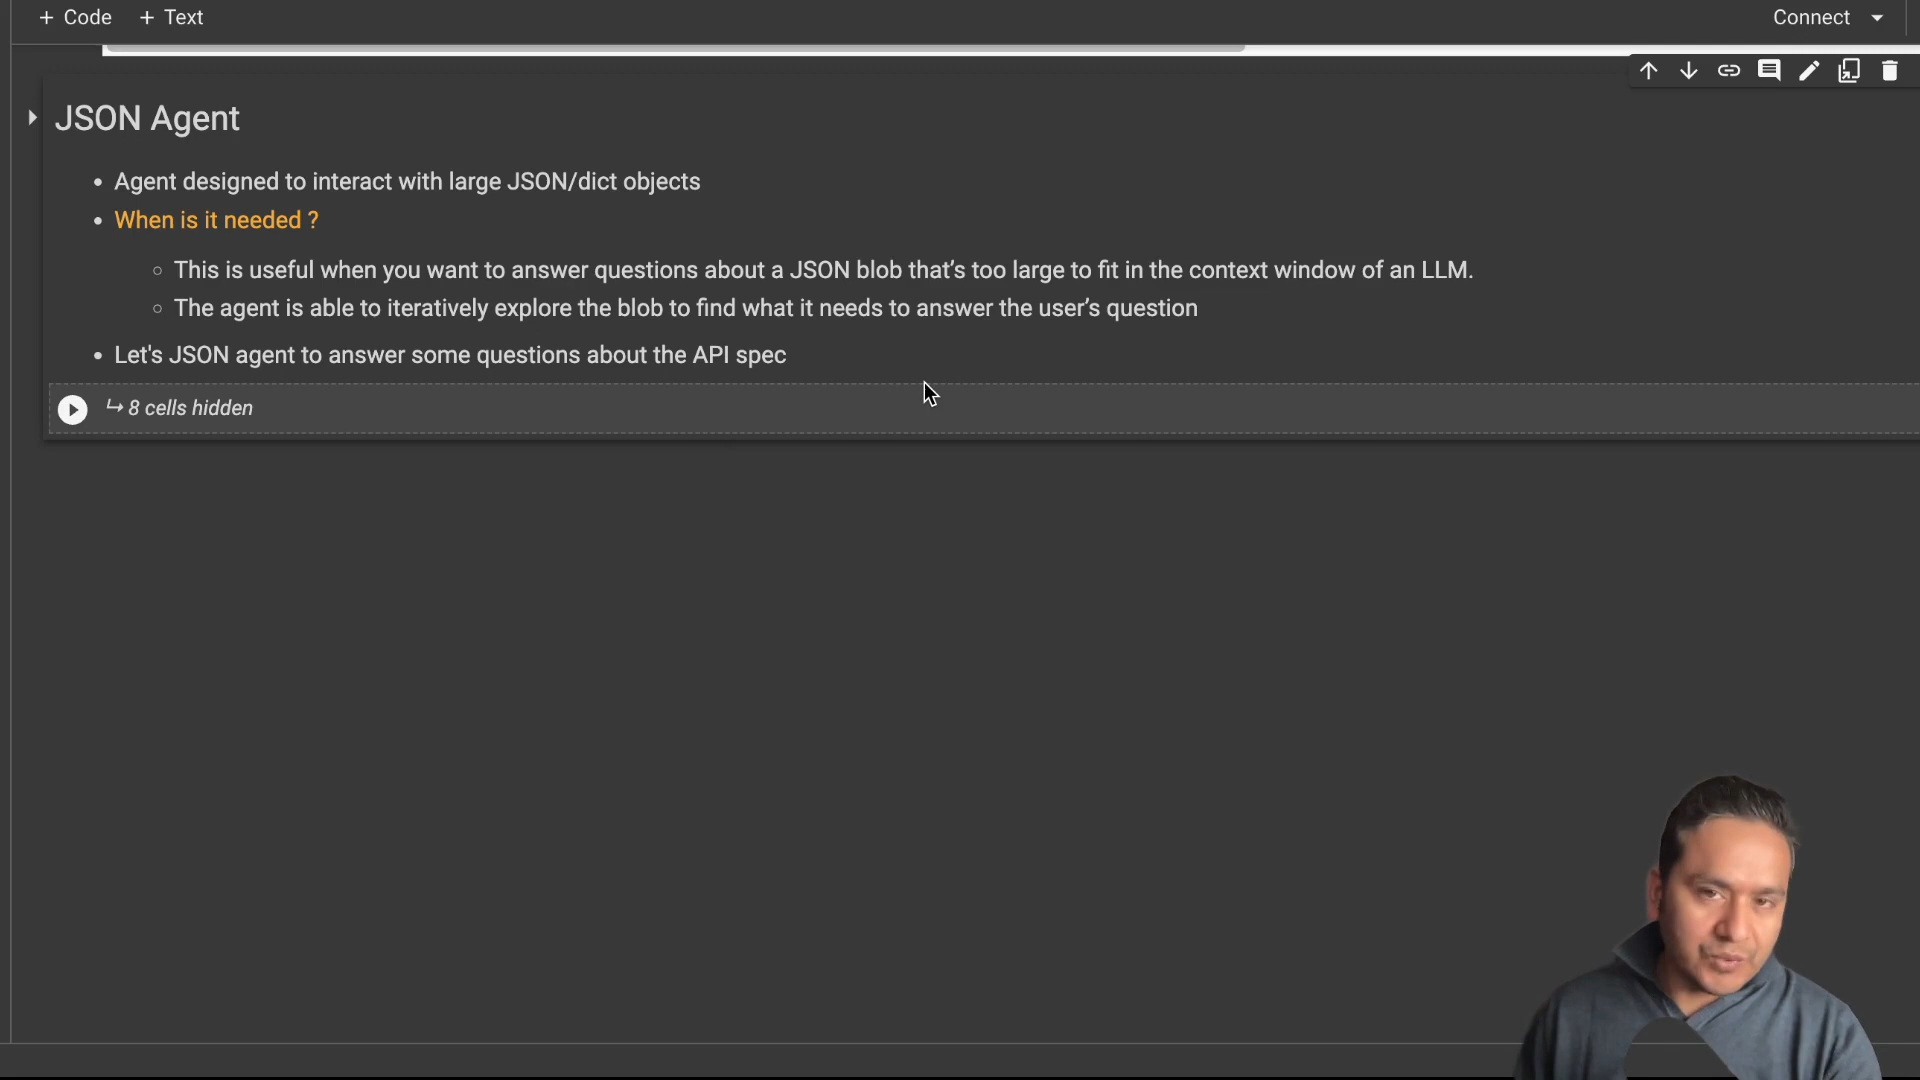 + Code + Text Connect
JSON Agent
• Agent designed to interact with large JSON/dict objects
• When is it needed ?
○ This is useful when you want to answer questions about a JSON blob that’s too large to fit in the context window of an LLM.
○ The agent is able to iteratively explore the blob to find what it needs to answer the user’s question
• Let's JSON agent to answer some questions about the API spec
↳ 8 cells hidden